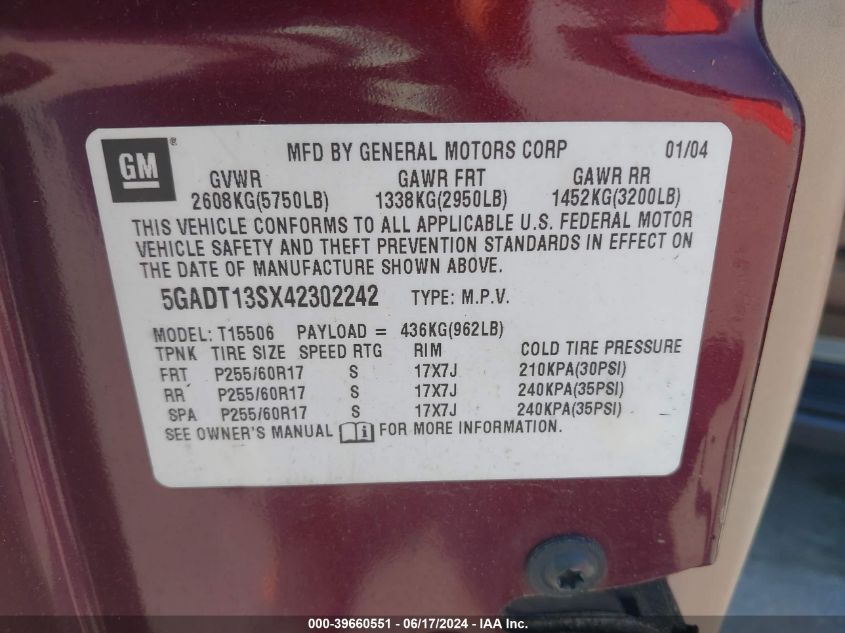 GM®
MFD BY GENERAL MOTORS CORP 01/04
GVWR GAWR FRT GAWR RR
2608KG(5750LB) 1338KG(2950LB) 1452KG(3200LB)
THIS VEHICLE CONFORMS TO ALL APPLICABLE U.S. FEDERAL MOTOR
VEHICLE SAFETY AND THEFT PREVENTION STANDARDS IN EFFECT ON
THE DATE OF MANUFACTURE SHOWN ABOVE.
5GADT13SX42302242 TYPE: M.P.V.
MODEL: T15506 PAYLOAD = 436KG(962LB)
TPNK TIRE SIZE SPEED RTG RIM COLD TIRE PRESSURE
FRT P255/60R17 S 17X7J 210KPA(30PSI)
RR P255/60R17 S 17X7J 240KPA(35PSI)
SPA P255/60R17 S 17X7J 240KPA(35PSI)
SEE OWNER'S MANUAL FOR MORE INFORMATION.
000-39660551 - 06/17/2024 - IAA Inc.